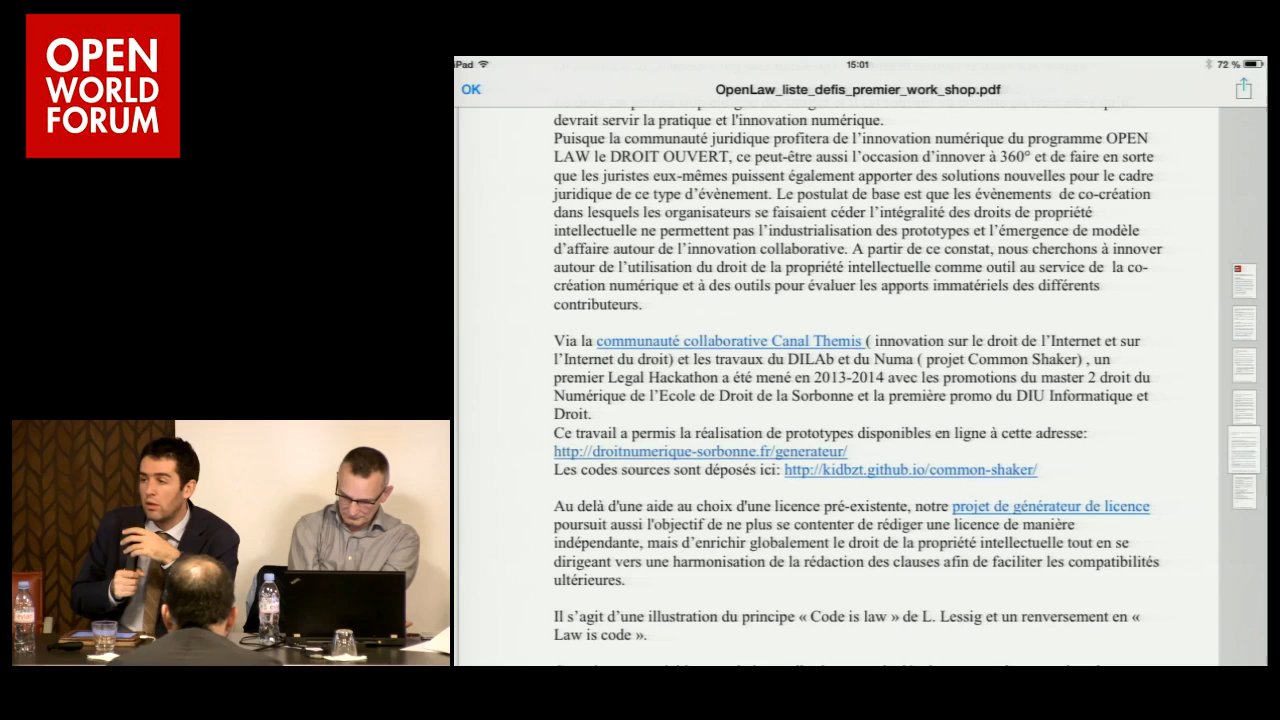 OPEN
WORLD
FORUM
iPad
15:01
72 %
OK
OpenLaw_liste_defis_premier_work_shop.pdf
devrait servir la pratique et l'innovation numérique.
Puisque la communauté juridique profitera de l’innovation numérique du programme OPEN
LAW le DROIT OUVERT, ce peut-être aussi l’occasion d’innover à 360° et de faire en sorte
que les juristes eux-mêmes puissent également apporter des solutions nouvelles pour le cadre
juridique de ce type d’évènement. Le postulat de base est que les évènements de co-création
dans lesquels les organisateurs se faisaient céder l’intégralité des droits de propriété
intellectuelle ne permettent pas l’industrialisation des prototypes et l’émergence de modèle
d’affaire autour de l’innovation collaborative. A partir de ce constat, nous cherchons à innover
autour de l’utilisation du droit de la propriété intellectuelle comme outil au service de la co-
création numérique et à des outils pour évaluer les apports immatériels des différents
contributeurs.
Via la communauté collaborative Canal Themis ( innovation sur le droit de l’Internet et sur
l’Internet du droit) et les travaux du DILAb et du Numa ( projet Common Shaker) , un
premier Legal Hackathon a été mené en 2013-2014 avec les promotions du master 2 droit du
Numérique de l’Ecole de Droit de la Sorbonne et la première promo du DIU Informatique et
Droit.
Ce travail a permis la réalisation de prototypes disponibles en ligne à cette adresse:
http://droitnumerique-sorbonne.fr/generateur/
Les codes sources sont déposés ici: http://kidbzt.github.io/common-shaker/
Au delà d'une aide au choix d'une licence pré-existente, notre projet de générateur de licence
poursuit aussi l'objectif de ne plus se contenter de rédiger une licence de manière
indépendante, mais d’enrichir globalement le droit de la propriété intellectuelle tout en se
dirigeant vers une harmonisation de la rédaction des clauses afin de faciliter les compatibilités
ultérieures.
Il s’agit d’une illustration du principe « Code is law » de L. Lessig et un renversement en «
Law is code ».